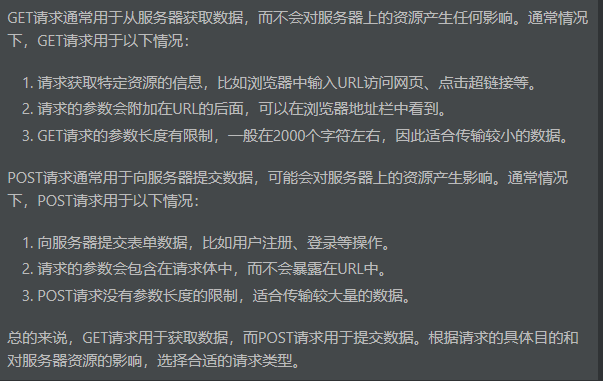 GET请求通常用于从服务器获取数据，而不会对服务器上的资源产生任何影响。通常情况
下，GET请求用于以下情况：
1. 请求获取特定资源的信息，比如浏览器中输入URL访问网页、点击超链接等。
2. 请求的参数会附加在URL的后面，可以在浏览器地址栏中看到。
3. GET请求的参数长度有限制，一般在2000个字符左右，因此适合传输较小的数据。
POST请求通常用于向服务器提交数据，可能会对服务器上的资源产生影响。通常情况
下，POST请求用于以下情况：
1. 向服务器提交表单数据，比如用户注册、登录等操作。
2. 请求的参数会包含在请求体中，而不会暴露在URL中。
3. POST请求没有参数长度的限制，适合传输较大量的数据。
总的来说，GET请求用于获取数据，而POST请求用于提交数据。根据请求的具体目的和
对服务器资源的影响，选择合适的请求类型。